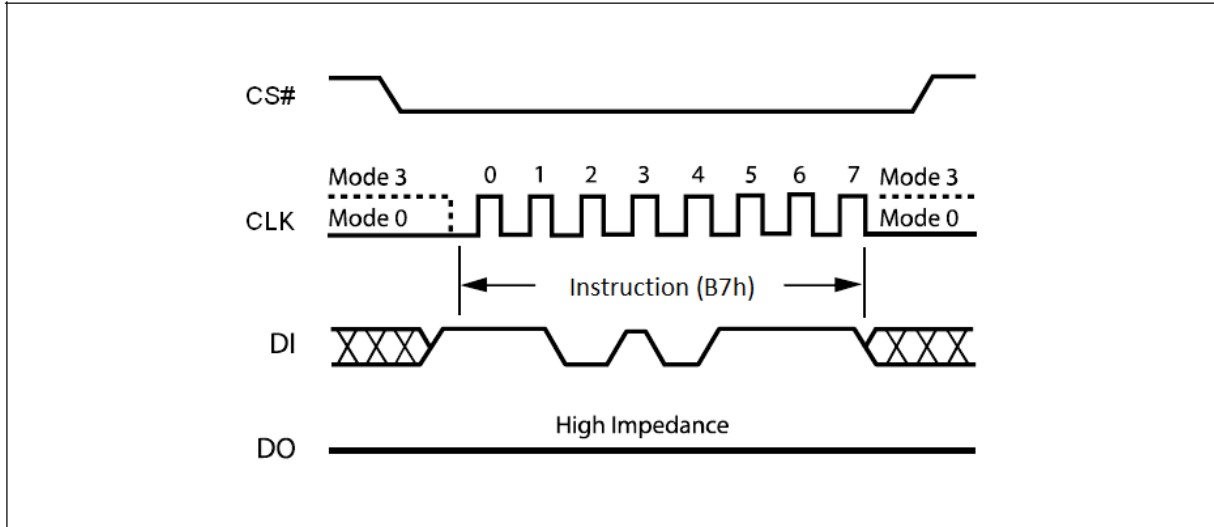 CS#
Mode 3 0 1 2 3 4 5 6 7 Mode 3
CLK Mode 0 Mode 0
Instruction (B7h)
DI
High Impedance
DO